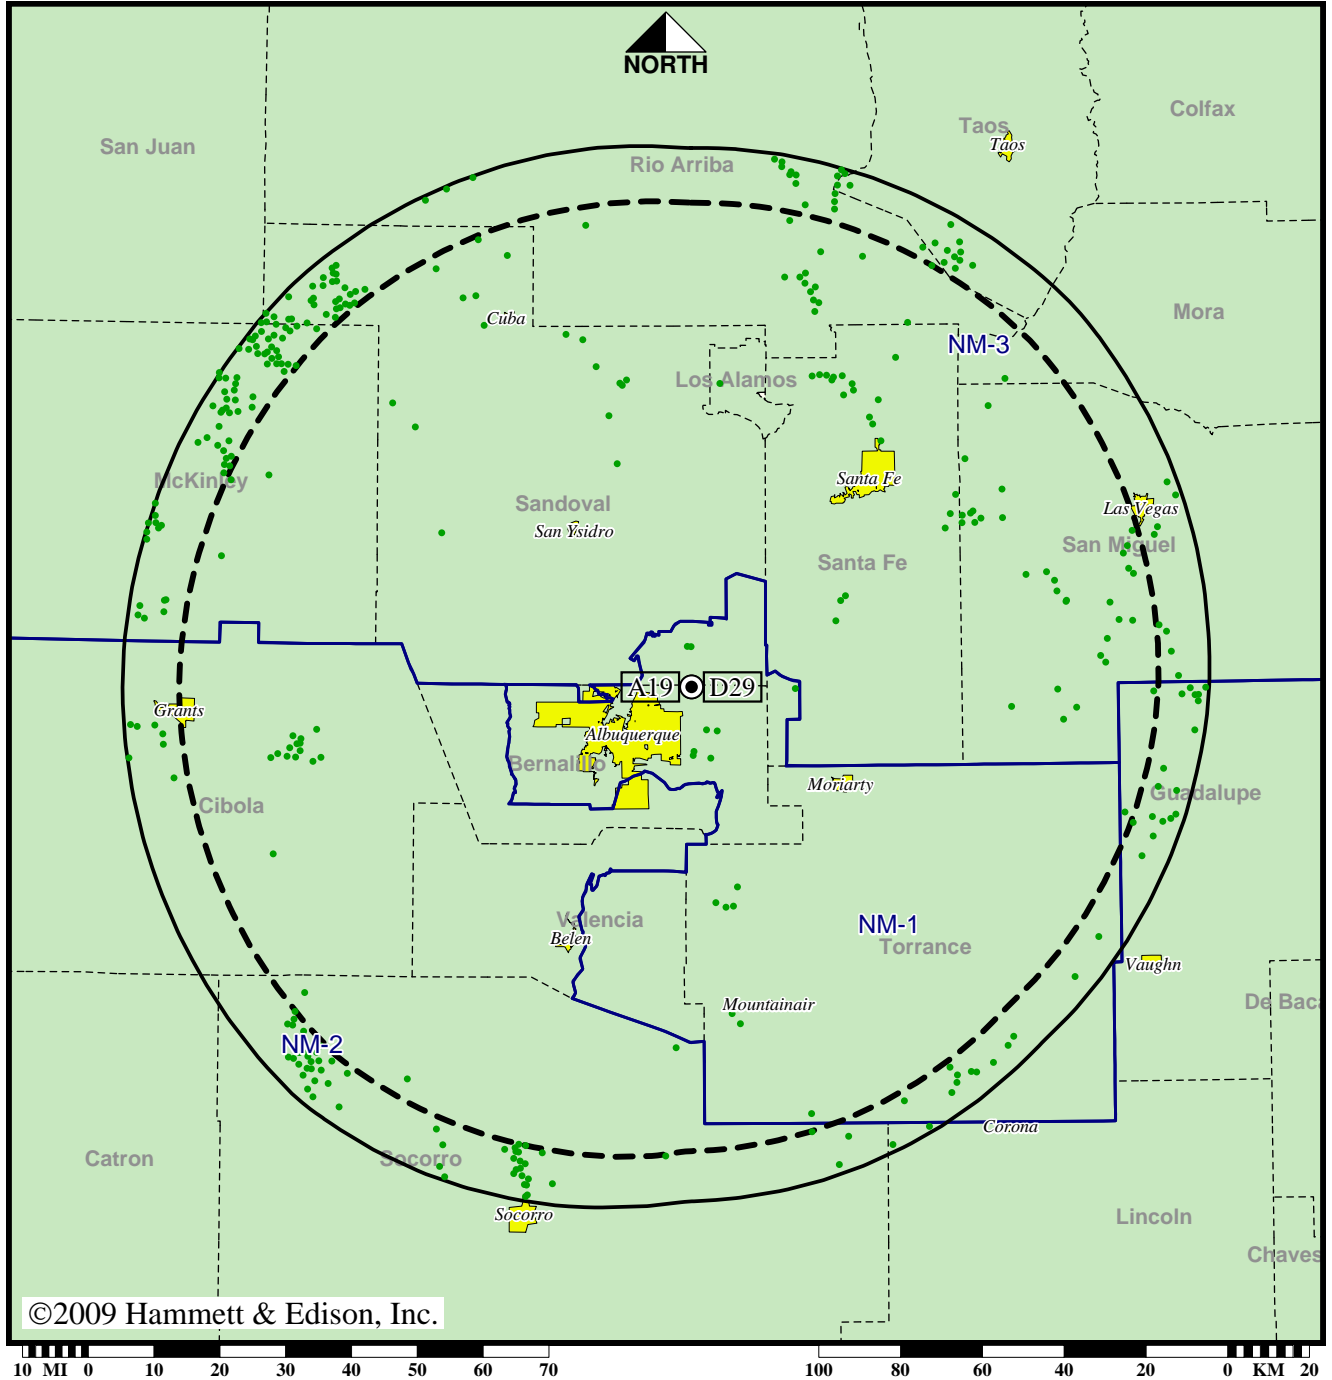 NORTH
Colfax
Taos
Taos
San Juan
Rio Arriba
Mora
Cuba
NM-3
Los Alamos
McKinley
Santa Fe
Sandoval
Las Vegas
San Ysidro
San Miguel
Santa Fe
A19
D29
Grants
Albuquerque
Bernalillo
Moriarty
Guadalupe
Cibola
Valencia
NM-1
Belen
Torrance
Vaughn
Mountainair
De Baca
NM-2
Corona
Catron
Socorro
Socorro
Lincoln
Chaves
©2009 Hammett & Edison, Inc.
10 MI 0 10 20 30 40 50 60 70 100 80 60 40 20 0 KM 20